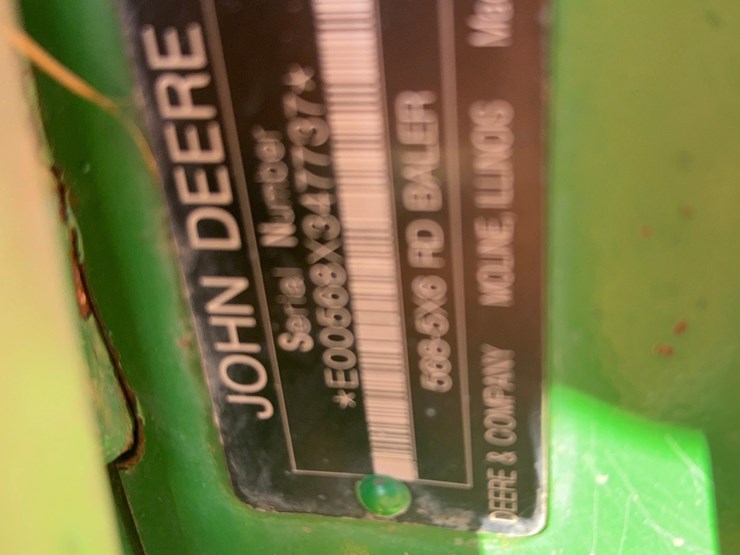 JOHN DEERE
Serial Number
*E00568X347737*
568-5X6 RD BALER
DEERE & COMPANY MOLINE, ILLINOIS